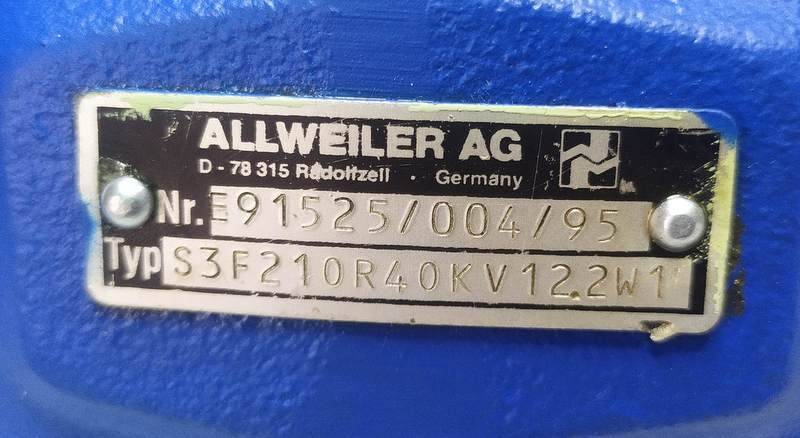 ALLWEILER AG
D - 78 315 Radolfzell · Germany
Nr. E91525/004/95
Typ S3F210R40KV12.2W1